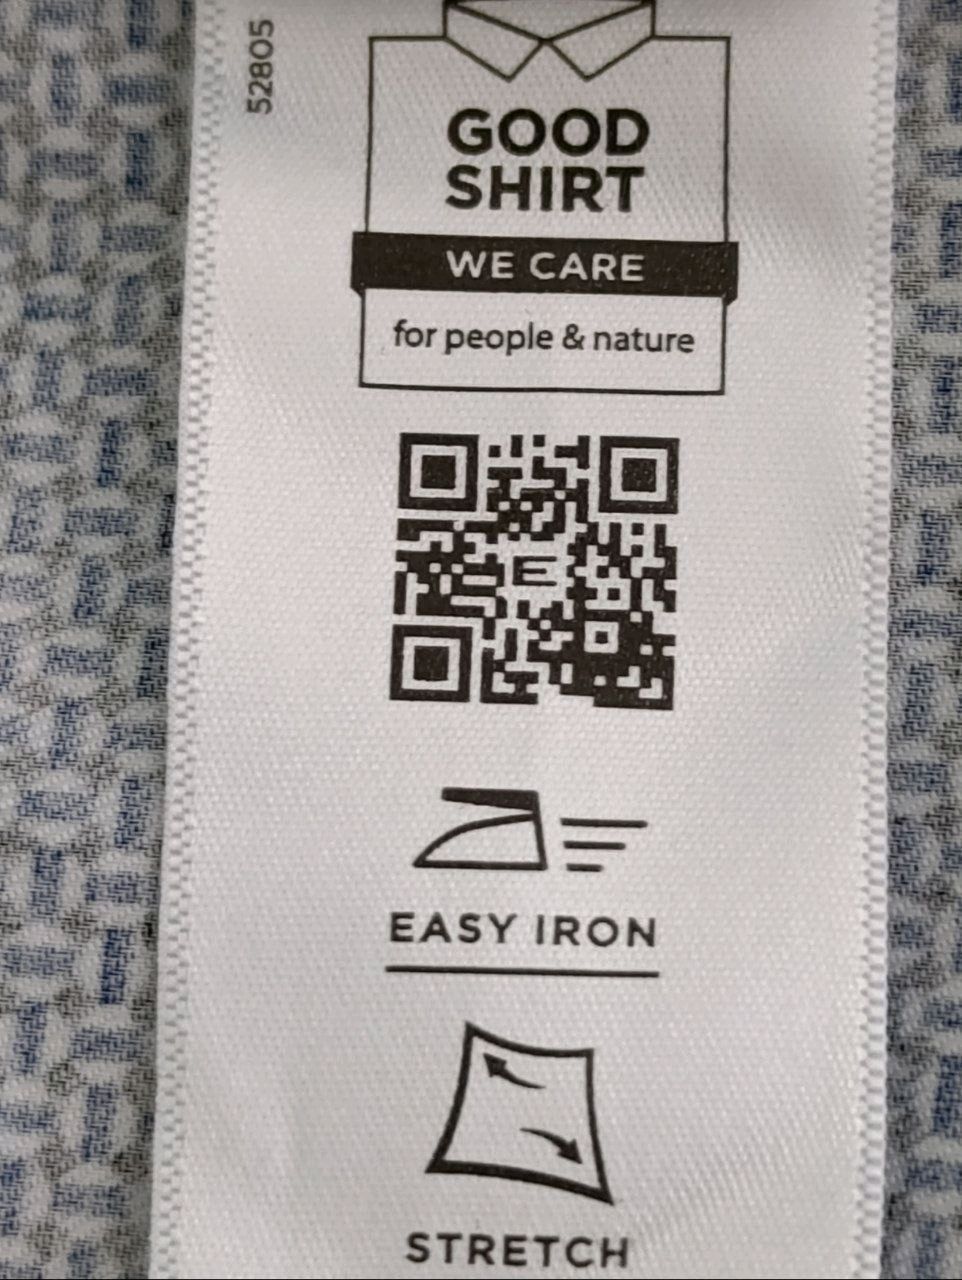 52805
GOOD
SHIRT
WE CARE
for people & nature
E
EASY IRON
STRETCH